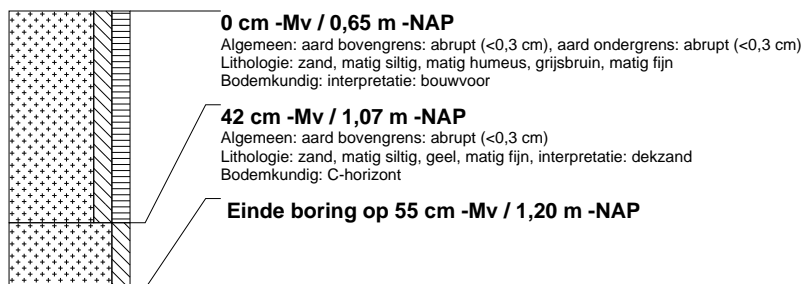 0 cm -Mv / 0,65 m -NAP
Algemeen: aard bovengrens: abrupt (<0,3 cm), aard ondergrens: abrupt (<0,3 cm)
Lithologie: zand, matig siltig, matig humeus, grijsbruin, matig fijn
Bodemkundig: interpretatie: bouwvoor
42 cm -Mv / 1,07 m -NAP
Algemeen: aard bovengrens: abrupt (<0,3 cm)
Lithologie: zand, matig siltig, geel, matig fijn, interpretatie: dekzand
Bodemkundig: C-horizont
Einde boring op 55 cm -Mv / 1,20 m -NAP